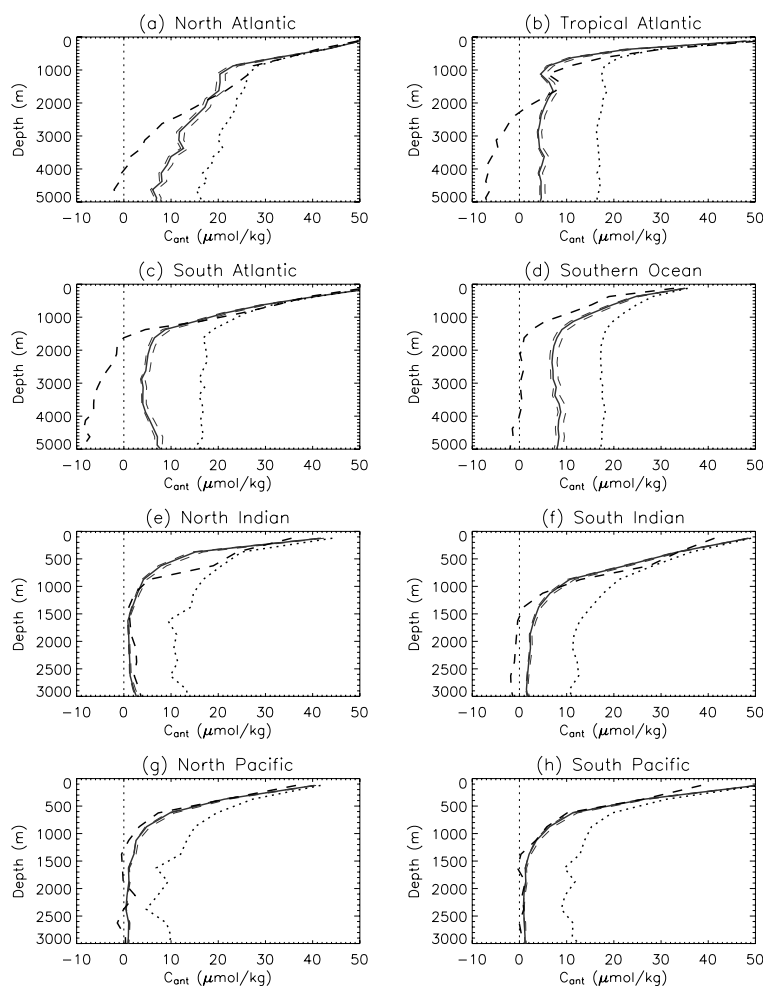 (a) North Atlantic
(b) Tropical Atlantic
0
1000
2000
3000
4000
5000
Depth (m)
−10 0 10 20 30 40 50
C_ant (μmol/kg)
0
1000
2000
3000
4000
5000
Depth (m)
−10 0 10 20 30 40 50
C_ant (μmol/kg)
(c) South Atlantic
(d) Southern Ocean
0
1000
2000
3000
4000
5000
Depth (m)
−10 0 10 20 30 40 50
C_ant (μmol/kg)
0
1000
2000
3000
4000
5000
Depth (m)
−10 0 10 20 30 40 50
C_ant (μmol/kg)
(e) North Indian
(f) South Indian
0
500
1000
1500
2000
2500
3000
Depth (m)
−10 0 10 20 30 40 50
C_ant (μmol/kg)
0
500
1000
1500
2000
2500
3000
Depth (m)
−10 0 10 20 30 40 50
C_ant (μmol/kg)
(g) North Pacific
(h) South Pacific
0
500
1000
1500
2000
2500
3000
Depth (m)
−10 0 10 20 30 40 50
C_ant (μmol/kg)
0
500
1000
1500
2000
2500
3000
Depth (m)
−10 0 10 20 30 40 50
C_ant (μmol/kg)